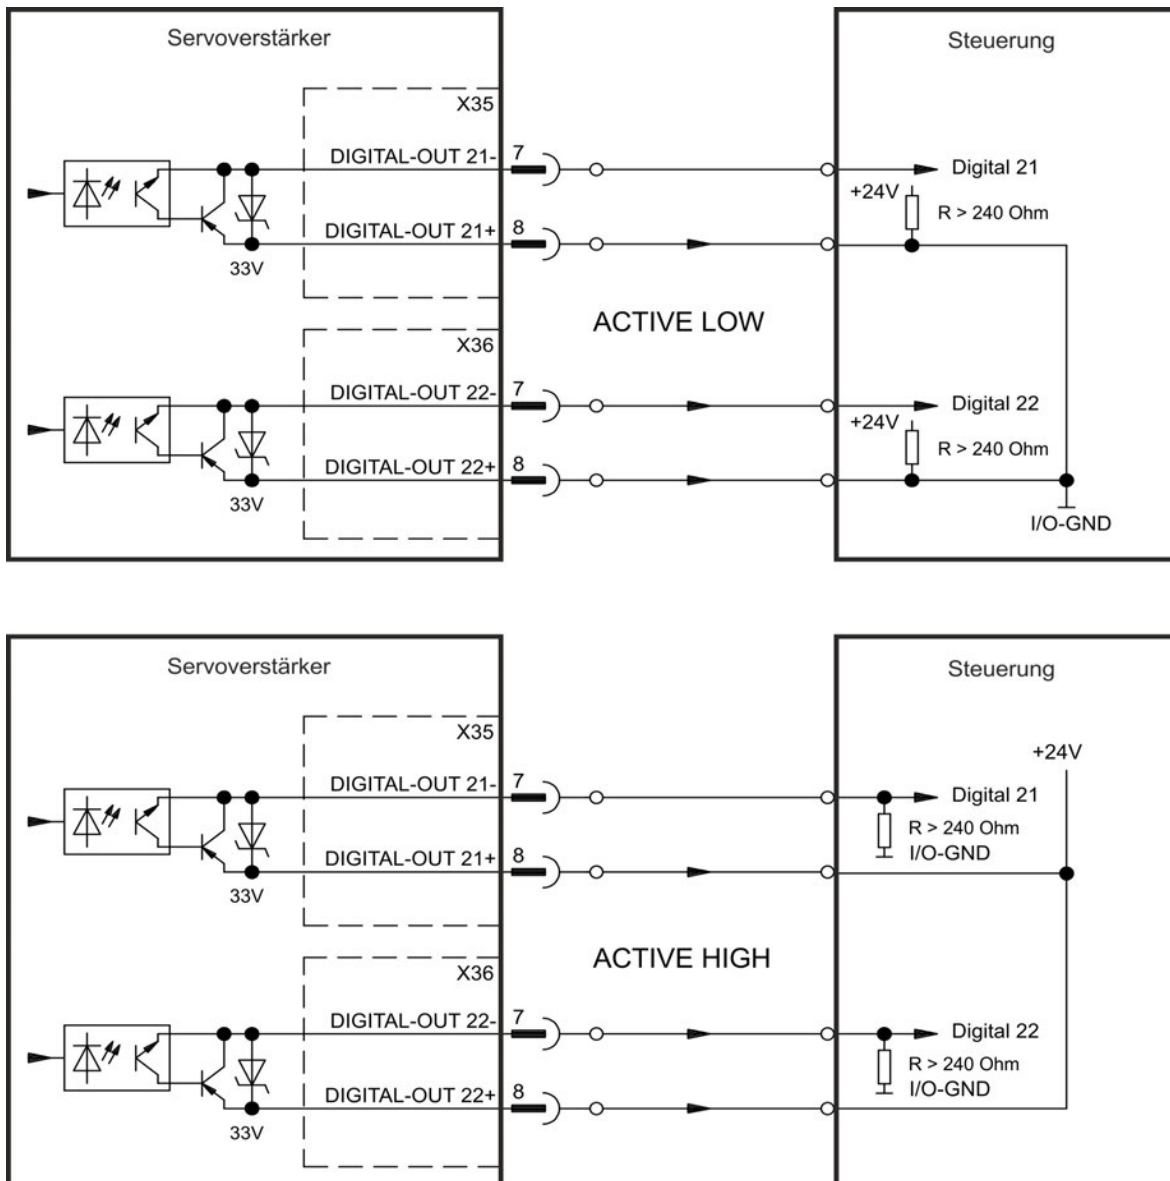 Servoverstärker
Steuerung
X35
DIGITAL-OUT 21-
7
Digital 21
+24V
R > 240 Ohm
DIGITAL-OUT 21+
8
33V
ACTIVE LOW
X36
DIGITAL-OUT 22-
7
Digital 22
+24V
R > 240 Ohm
DIGITAL-OUT 22+
8
33V
I/O-GND
Servoverstärker
Steuerung
X35
+24V
DIGITAL-OUT 21-
7
Digital 21
R > 240 Ohm
I/O-GND
DIGITAL-OUT 21+
8
33V
ACTIVE HIGH
X36
DIGITAL-OUT 22-
7
Digital 22
R > 240 Ohm
I/O-GND
DIGITAL-OUT 22+
8
33V